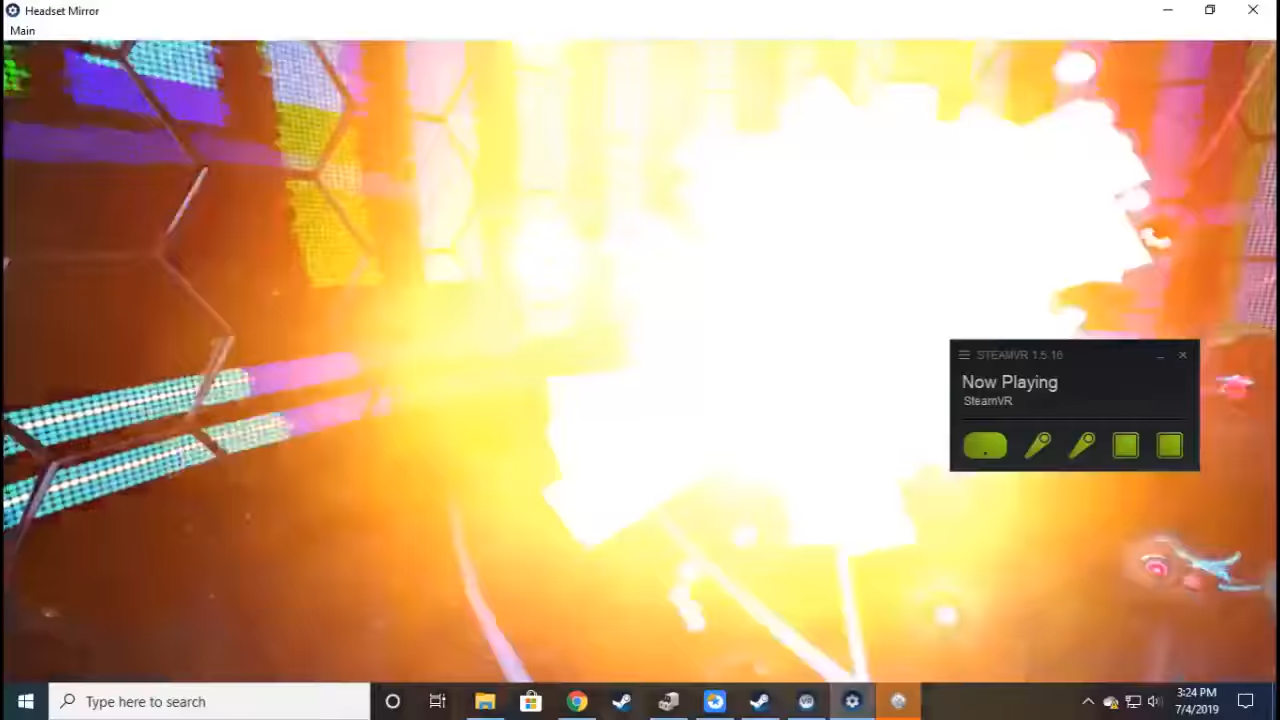 Headset Mirror
Main
STEAMVR 1.5.16
Now Playing
SteamVR
Type here to search
3:24 PM
7/4/2019